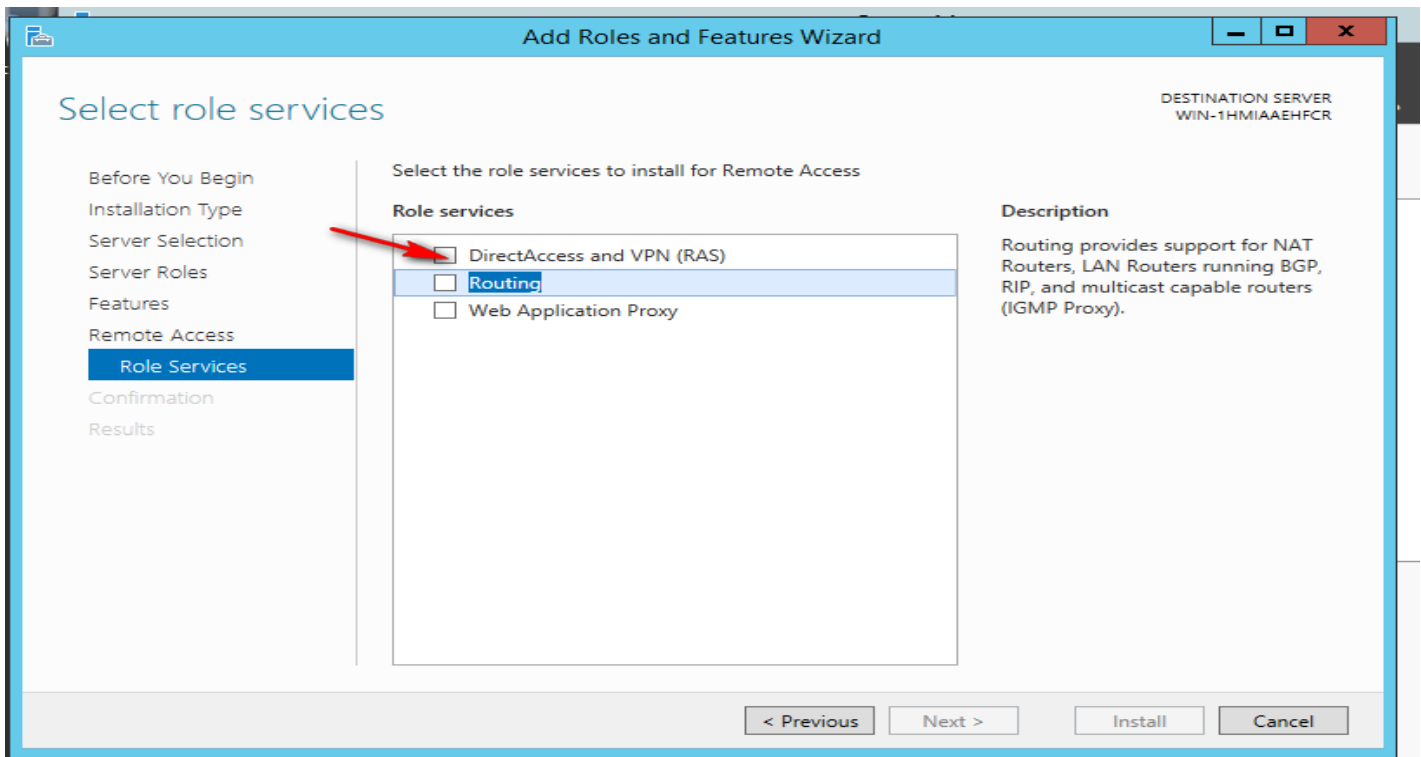 Add Roles and Features Wizard
Select role services
DESTINATION SERVER
WIN-1HMIAAEHFCR
Before You Begin
Installation Type
Server Selection
Server Roles
Features
Remote Access
Role Services
Confirmation
Results
Select the role services to install for Remote Access
Role services
DirectAccess and VPN (RAS)
Routing
Web Application Proxy
Description
Routing provides support for NAT
Routers, LAN Routers running BGP,
RIP, and multicast capable routers
(IGMP Proxy).
< Previous
Next >
Install
Cancel